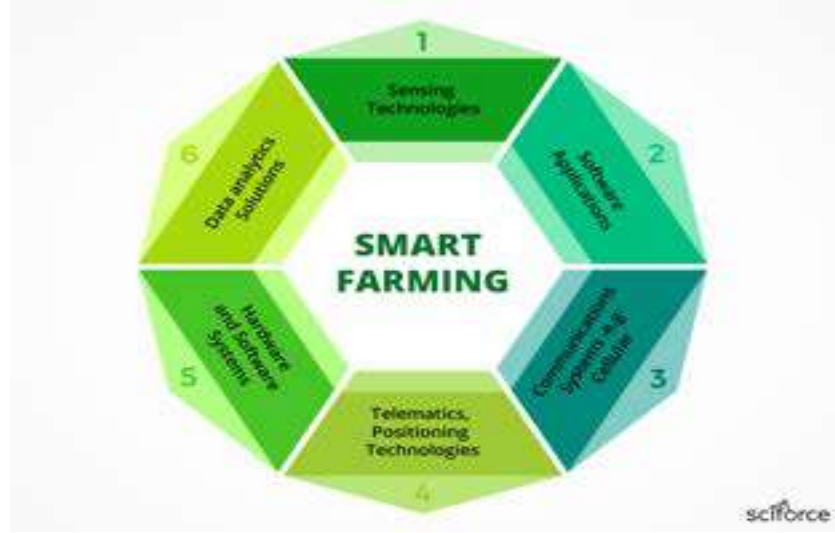 1
Sensing
Technologies
2
Software
Applications
3
Communications
Systems e.g:
Cellular
4
Telematics,
Positioning
Technologies
5
Hardware
and Software
Systems
6
Data analytics
Solutions
SMART
FARMING
sciforce